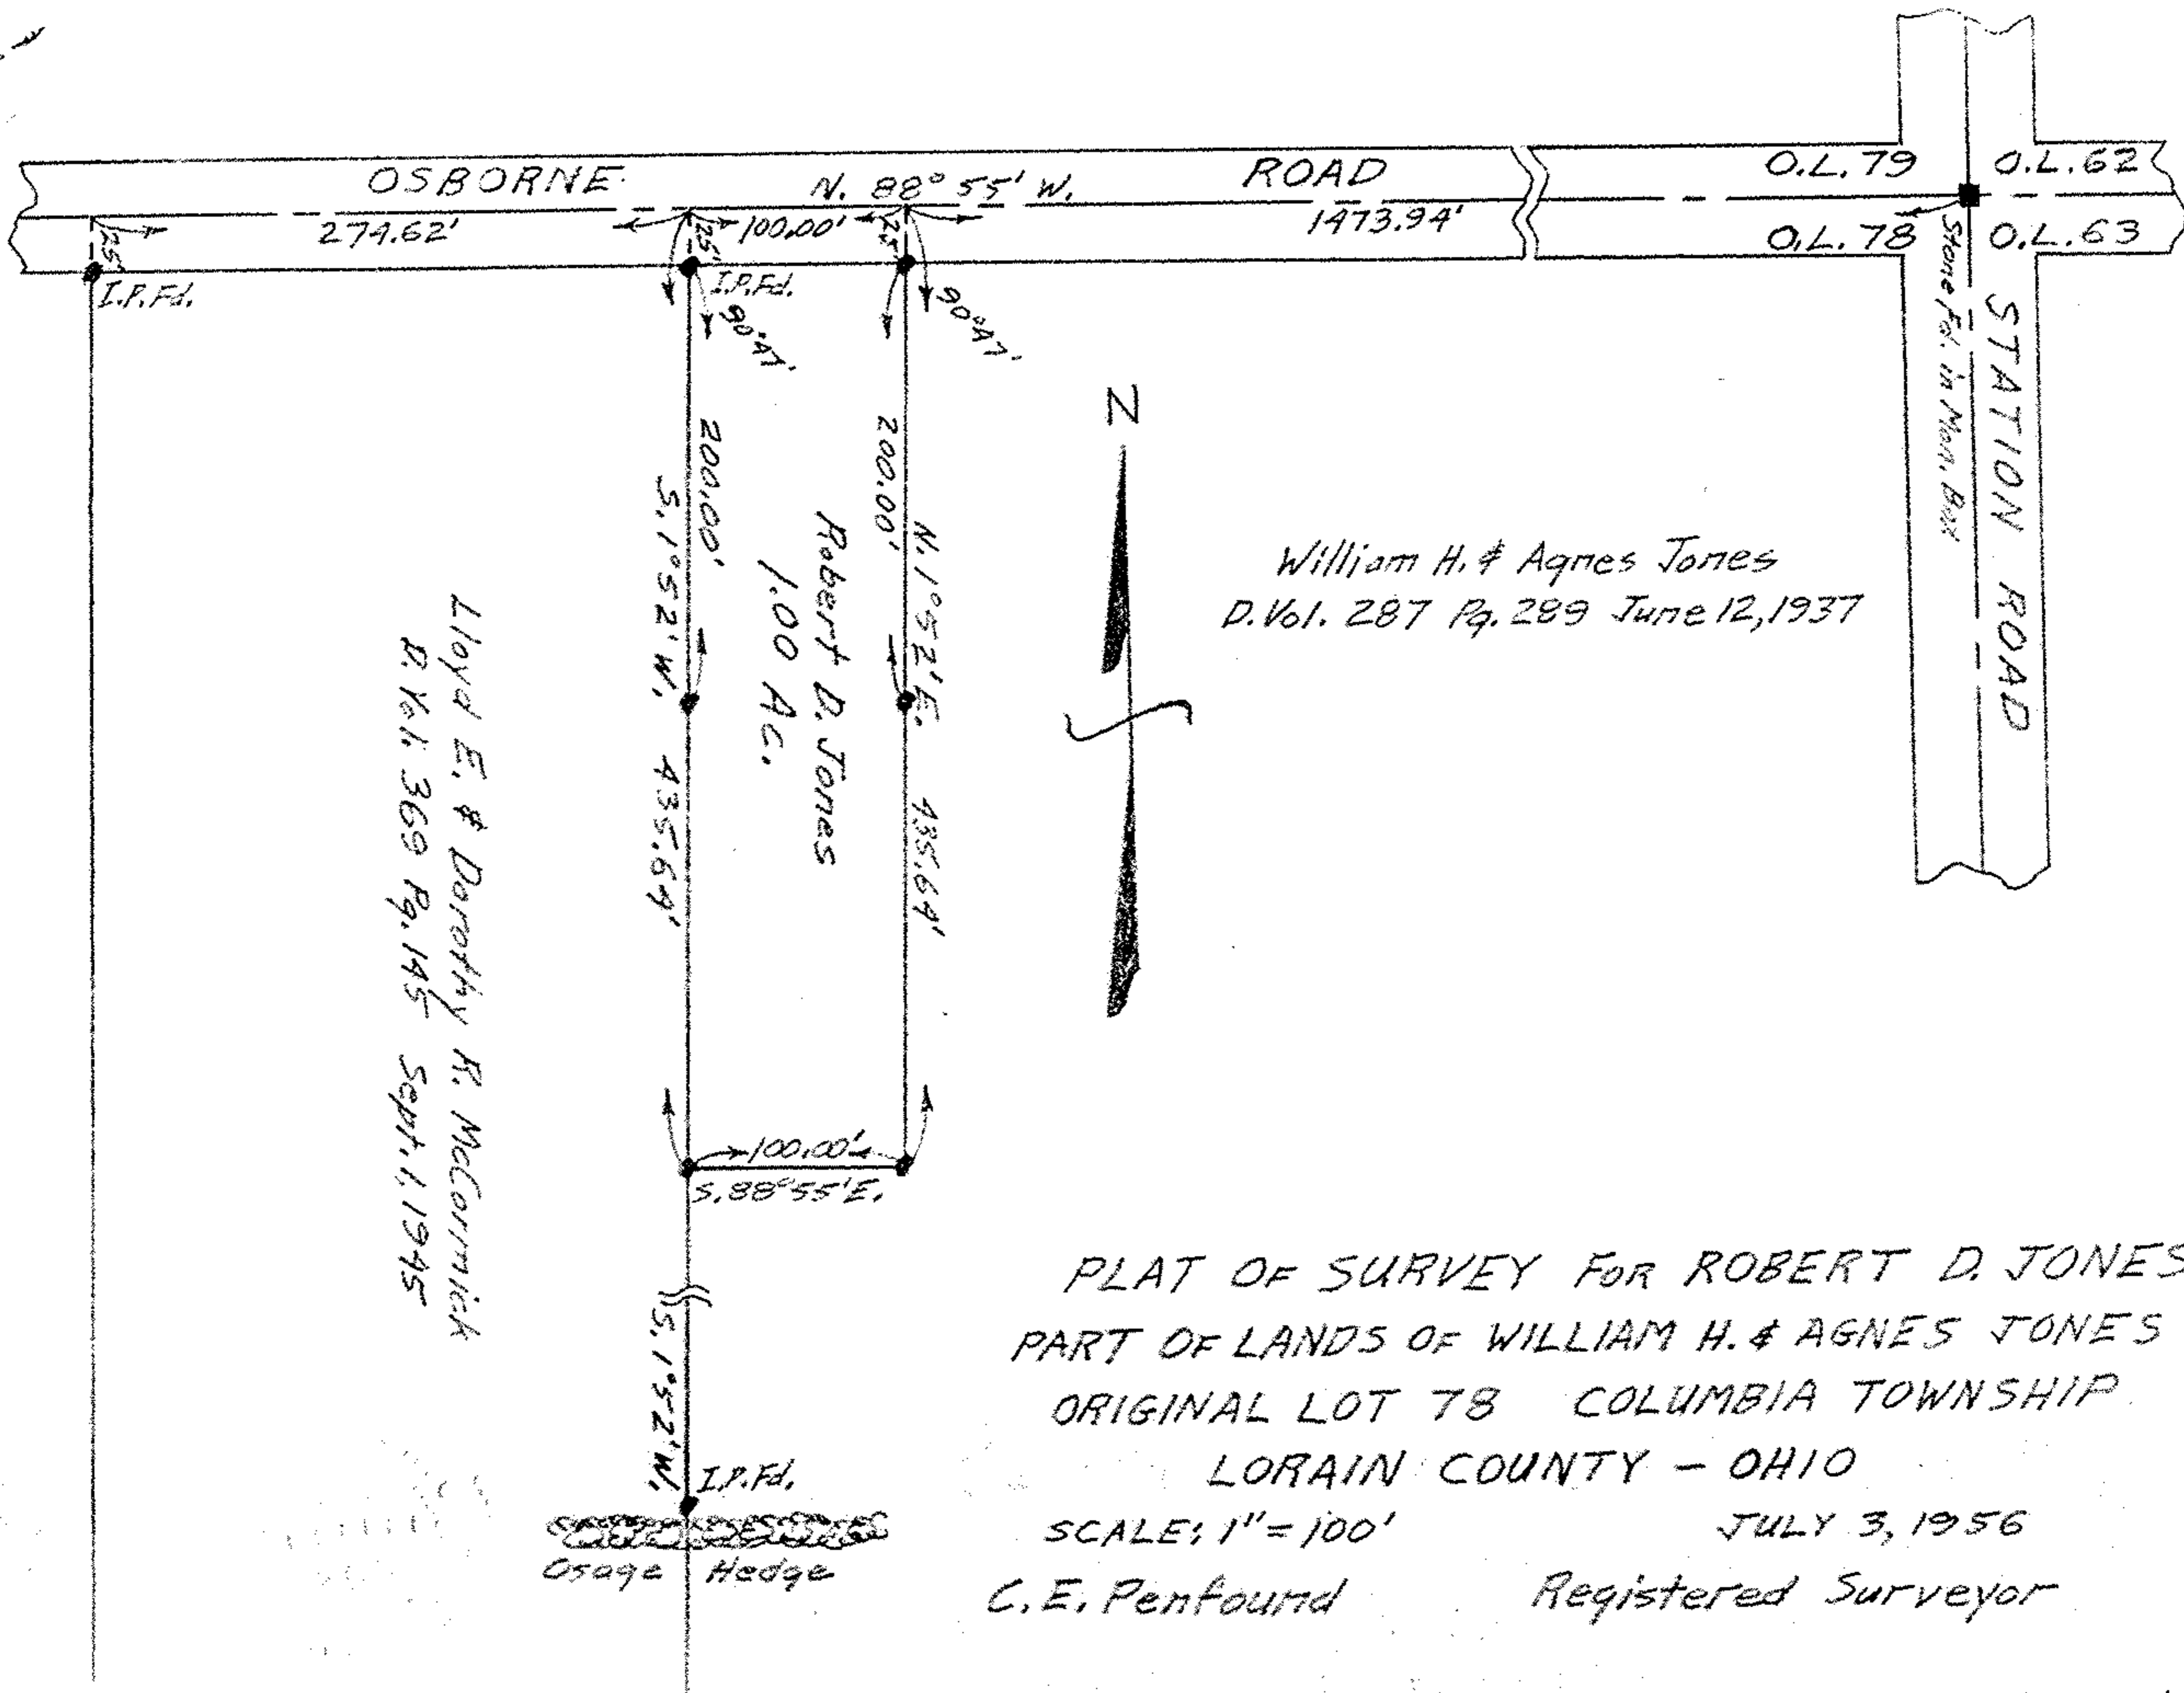 OSBORNE ROAD
N. 88° 55' W.
O.L. 79
O.L. 62
274.62'
100.00'
1473.94'
O.L. 78
O.L. 63
25'
25'
25'
I.P.Fd.
I.P.Fd.
90°47'
90°47'
Stone Fd. in Mon. Box
STATION ROAD
N
200.00'
S. 1°52' W. 435.64'
200.00'
N. 1°52' E. 435.64'
Robert D. Jones
1.00 Ac.
William H. & Agnes Jones
D.Vol. 287 Pg. 289 June 12, 1937
Lloyd E. & Dorothy R. McCormick
D. Vol. 369 Pg. 145 Sept. 1, 1945
100.00'
S. 88°55' E.
S. 1°52' W.
I.P.Fd.
Osage Hedge
PLAT OF SURVEY FOR ROBERT D. JONES
PART OF LANDS OF WILLIAM H. & AGNES JONES
ORIGINAL LOT 78 COLUMBIA TOWNSHIP
LORAIN COUNTY - OHIO
SCALE: 1" = 100'
JULY 3, 1956
C. E. Penfound Registered Surveyor